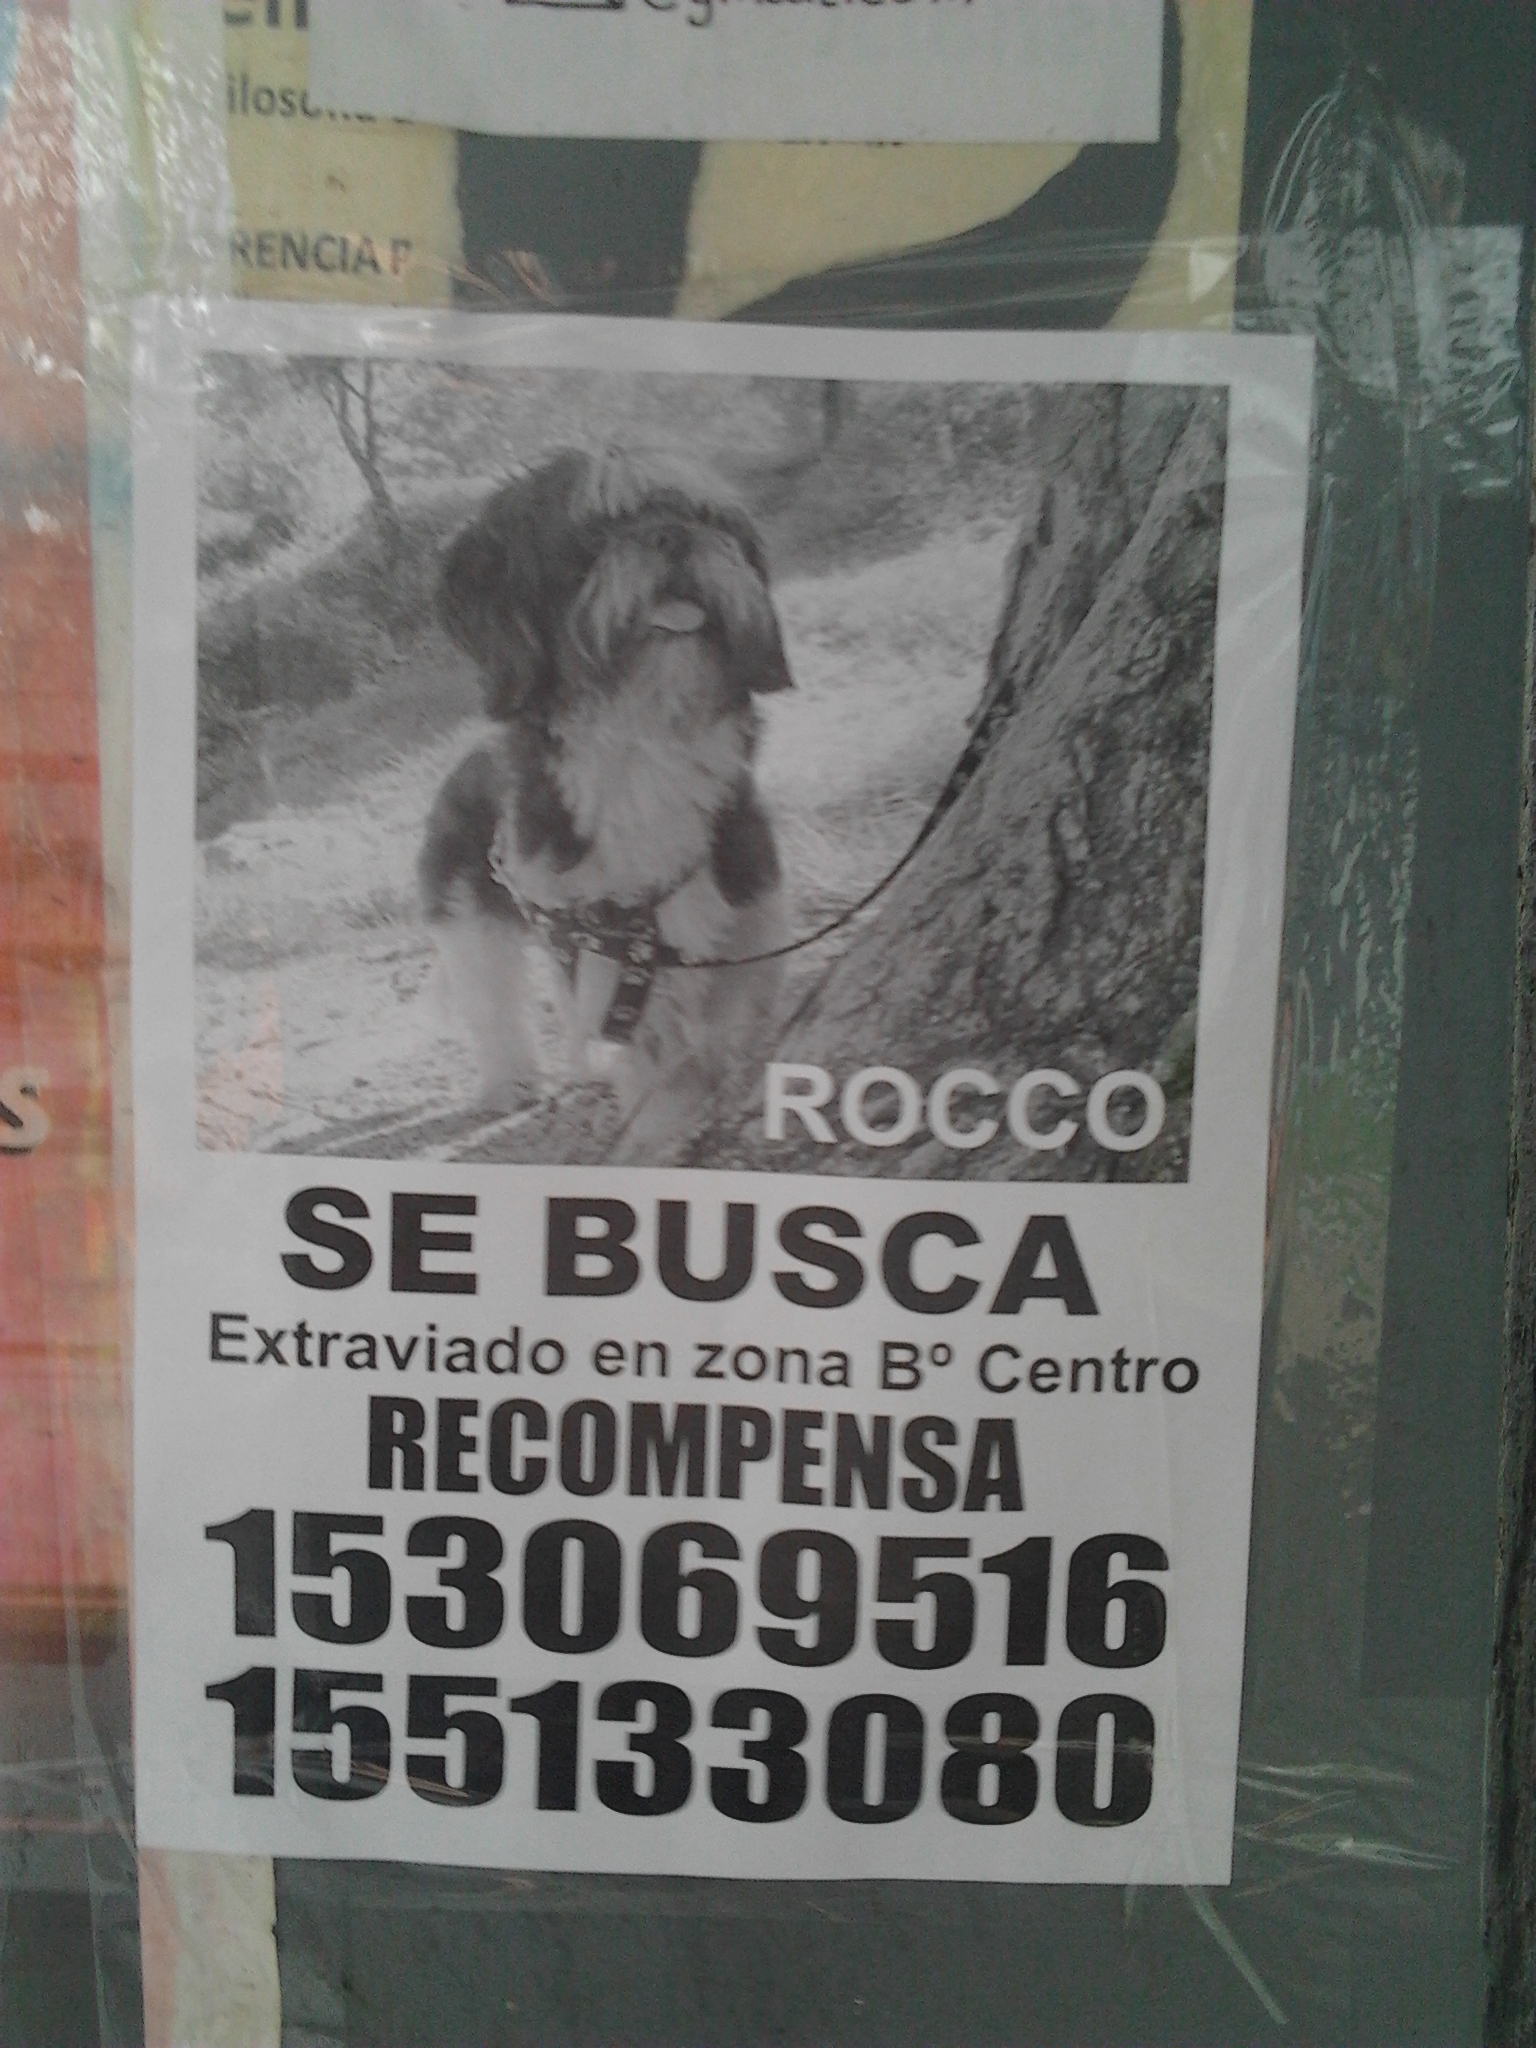 RENCIA
ROCCO
SE BUSCA
Extraviado en zona Bº Centro
RECOMPENSA
153069516
155133080